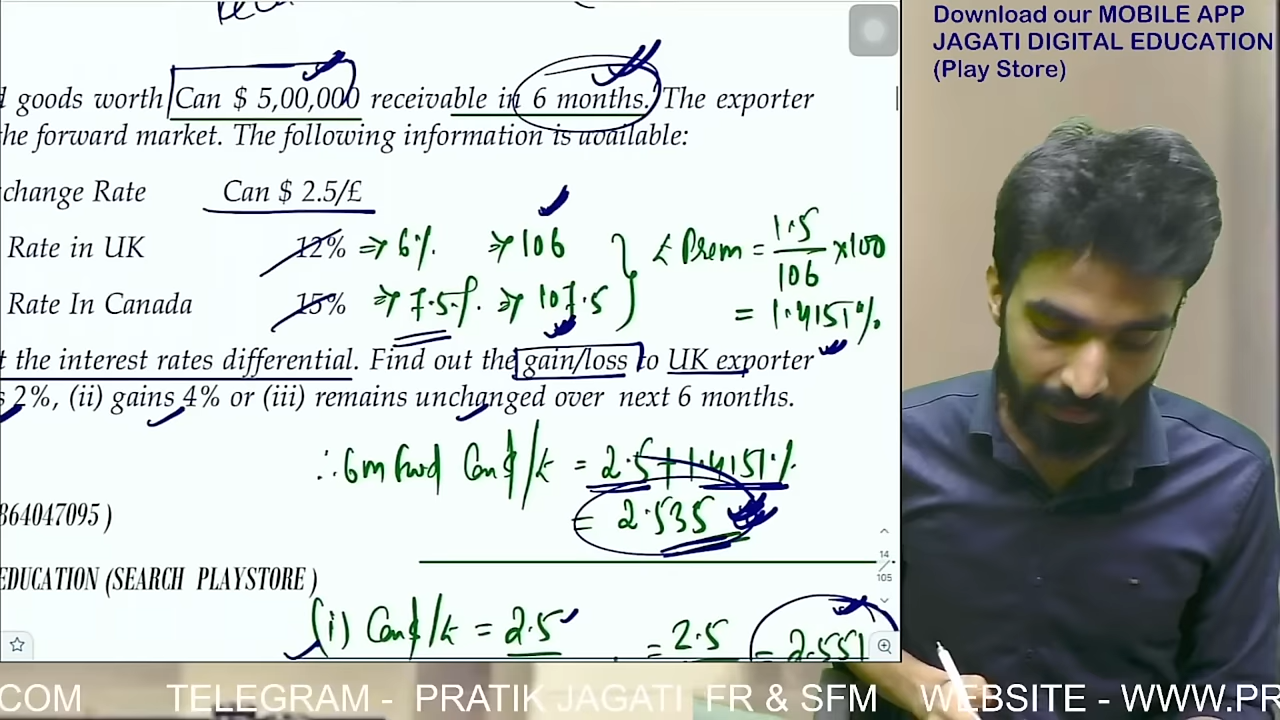 Download our MOBILE APP
JAGATI DIGITAL EDUCATION
(Play Store)
goods worth Can $ 5,00,000 receivable in 6 months. The exporter
he forward market. The following information is available:
change Rate Can $ 2.5/£
Rate in UK 12% ⇒ 6% ⇒ 106
Rate In Canada 15% ⇒ 7.5% ⇒ 107.5
£ Prem = 1.5/106 × 100
= 1.4151%
t the interest rates differential. Find out the gain/loss to UK exporter
s 2%, (ii) gains 4% or (iii) remains unchanged over next 6 months.
∴ 6m Fwd Can$/£ = 2.5 + 1.4151%
= 2.535
864047095 )
EDUCATION (SEARCH PLAYSTORE )
14
105
(i) Can$/£ = 2.5 = 2.5 = 2.551
.COM TELEGRAM - PRATIK JAGATI FR & SFM WEBSITE - WWW.PR